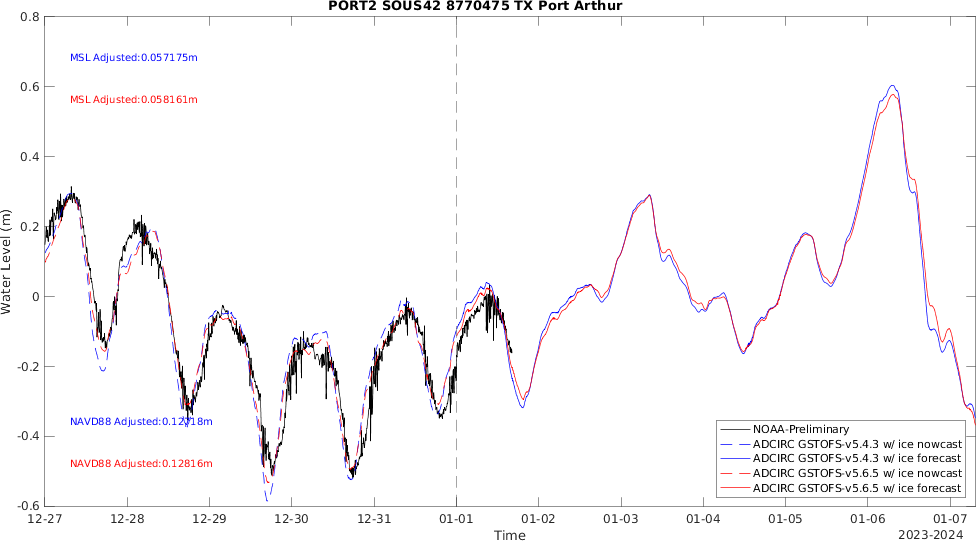 PORT2 SOUS42 8770475 TX Port Arthur
0.8
0.6
0.4
0.2
0
-0.2
-0.4
-0.6
Water Level (m)
MSL Adjusted:0.057175m
MSL Adjusted:0.058161m
NAVD88 Adjusted:0.12816m
NOAA-Preliminary
ADCIRC GSTOFS-v5.4.3 w/ ice nowcast
ADCIRC GSTOFS-v5.4.3 w/ ice forecast
ADCIRC GSTOFS-v5.6.5 w/ ice nowcast
ADCIRC GSTOFS-v5.6.5 w/ ice forecast
12-27 12-28 12-29 12-30 12-31 01-01 01-02 01-03 01-04 01-05 01-06 01-07
Time
2023-2024
NAVD88